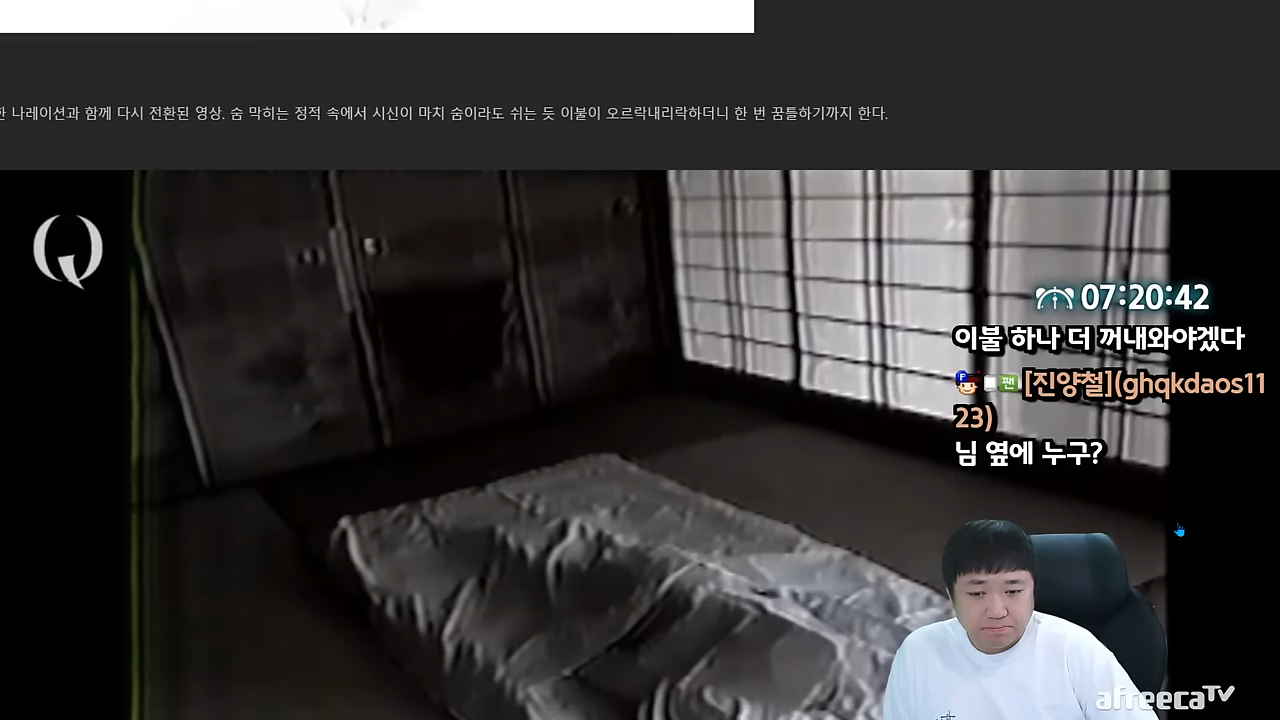 나레이션과 함께 다시 전환된 영상. 숨 막히는 정적 속에서 시신이 마치 숨이라도 쉬는 듯 이불이 오르락내리락하더니 한 번 꿈틀하기까지 한다.
Q
07:20:42
이불 하나 더 꺼내와야겠다
F 팬 [진양철](ghqkdaos11
23)
님 옆에 누구?
afreecaTV